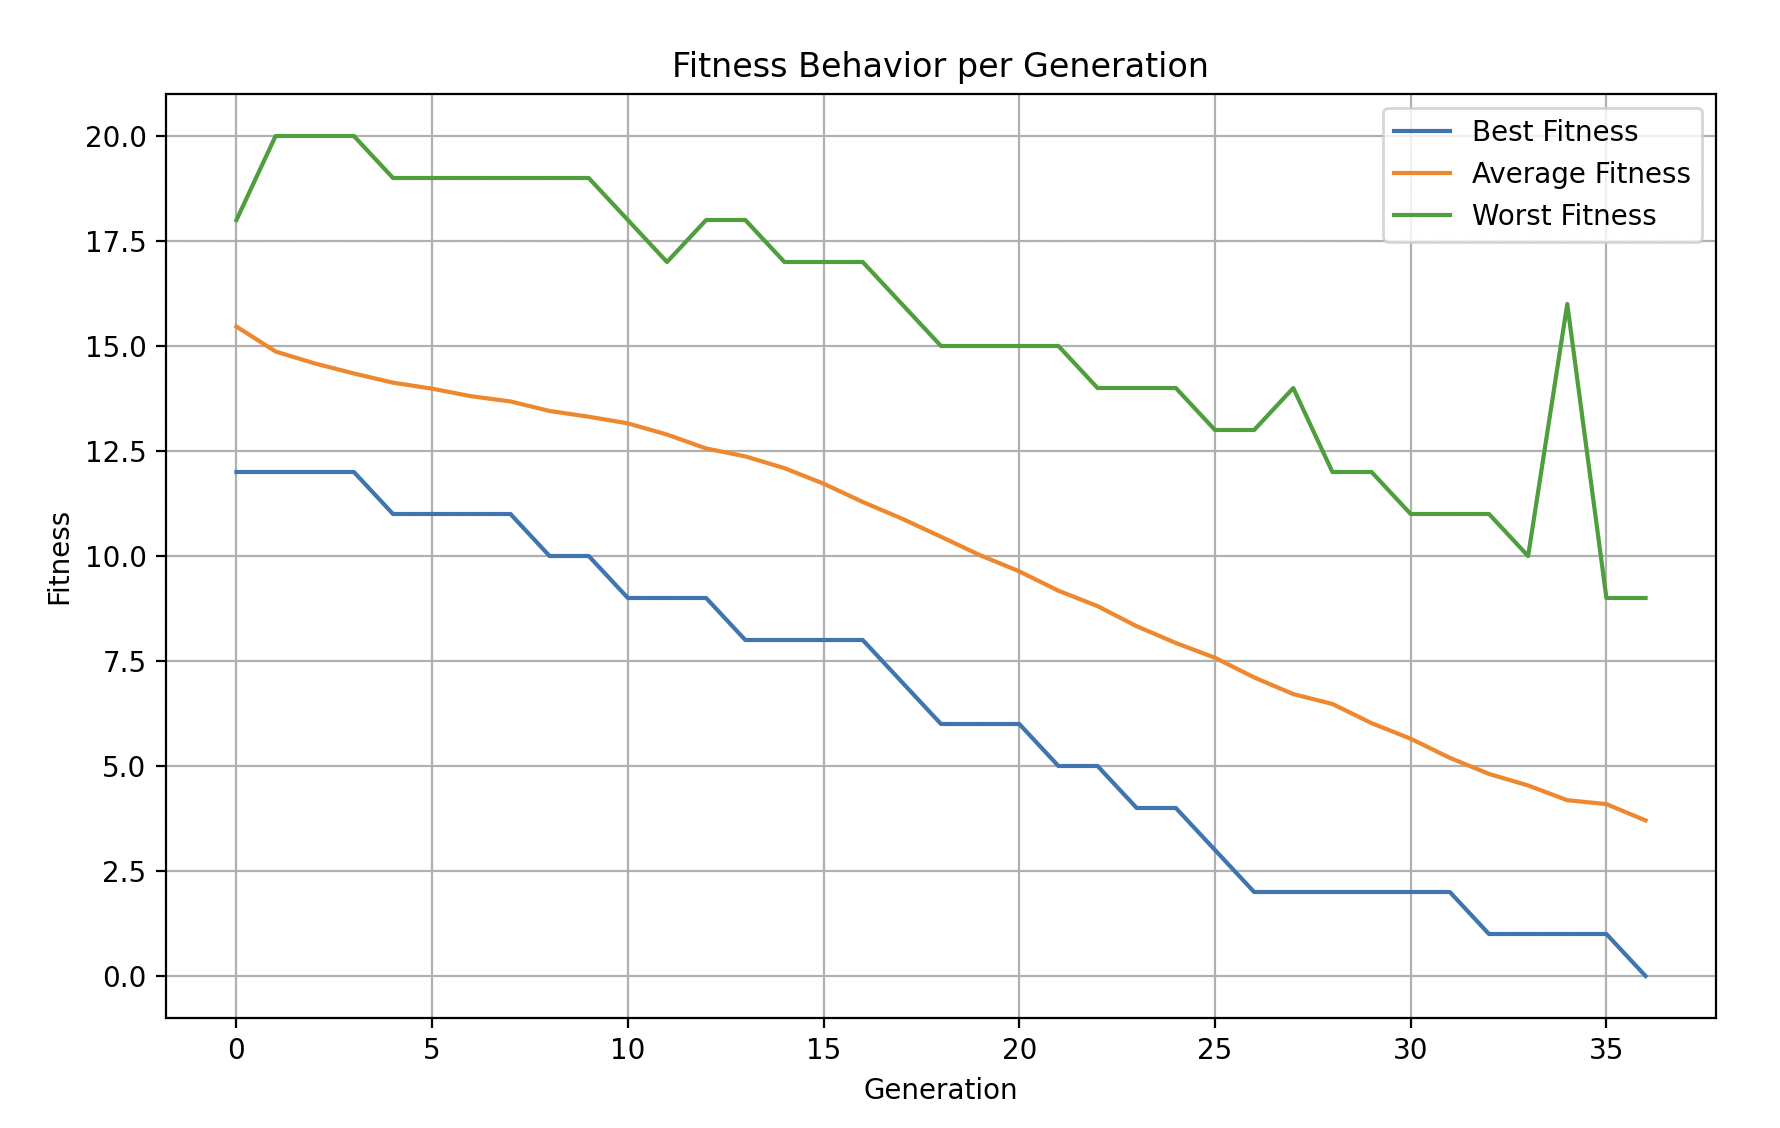 Fitness Behavior per Generation
20.0
17.5
15.0
12.5
10.0
7.5
5.0
2.5
0.0
Fitness
Best Fitness
Average Fitness
Worst Fitness
0 5 10 15 20 25 30 35
Generation